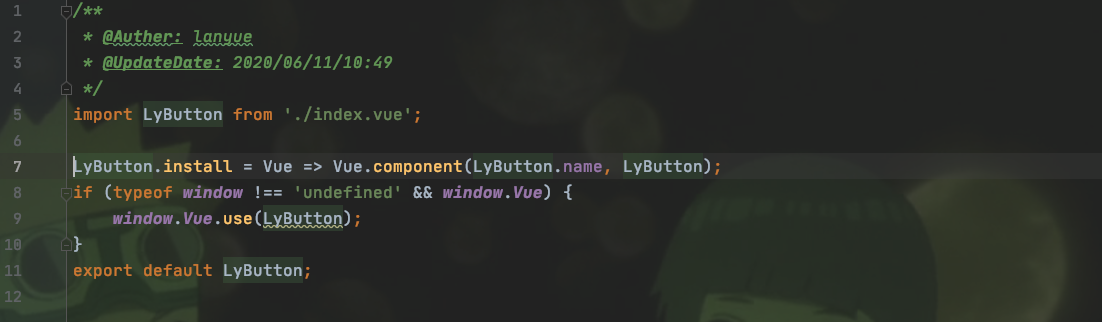 1 /**
2 * @Auther: lanyue
3 * @UpdateDate: 2020/06/11/10:49
4 */
5 import LyButton from './index.vue';
6
7 LyButton.install = Vue => Vue.component(LyButton.name, LyButton);
8 if (typeof window !== 'undefined' && window.Vue) {
9 window.Vue.use(LyButton);
10 }
11 export default LyButton;
12